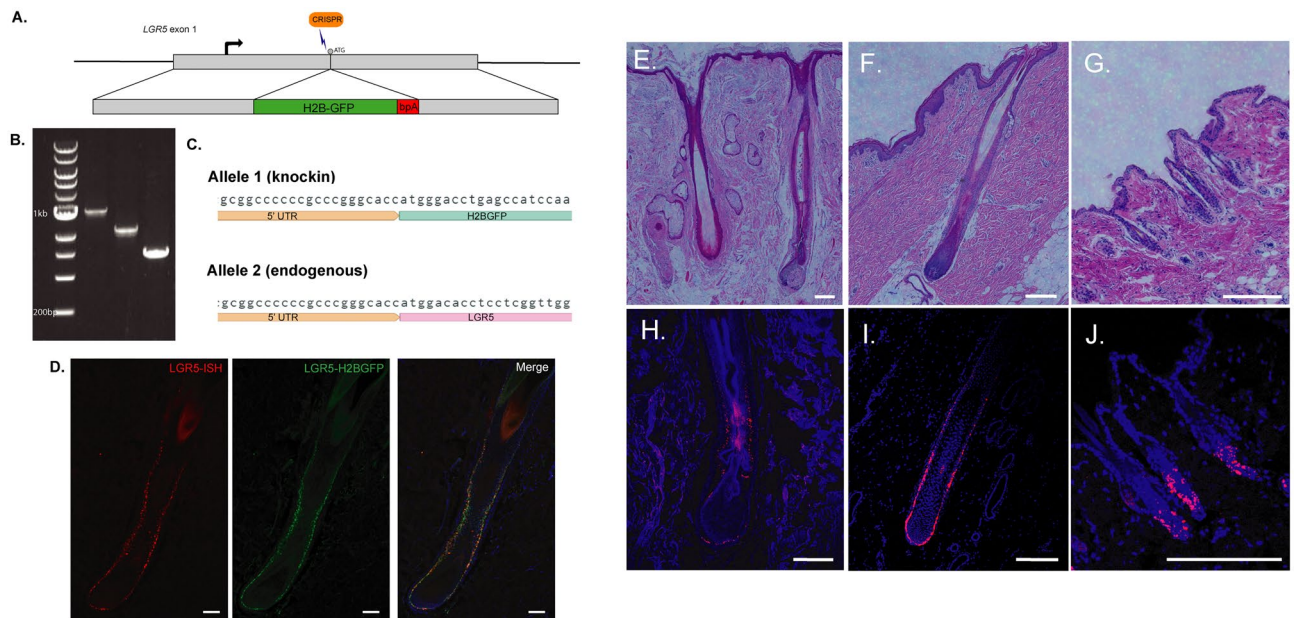 A.
LGR5 exon 1
CRISPR
ATG
H2B-GFP
bpA
B.
1kb
200bp
C.
Allele 1 (knockin)
gcggccccccgcccgggcaccatgggacctgagccatccaa
5' UTR
H2BGFP
Allele 2 (endogenous)
gcggccccccgcccgggcaccatggacacctcctcggttgg
5' UTR
LGR5
D.
LGR5-ISH
LGR5-H2BGFP
Merge
E.
F.
G.
H.
I.
J.